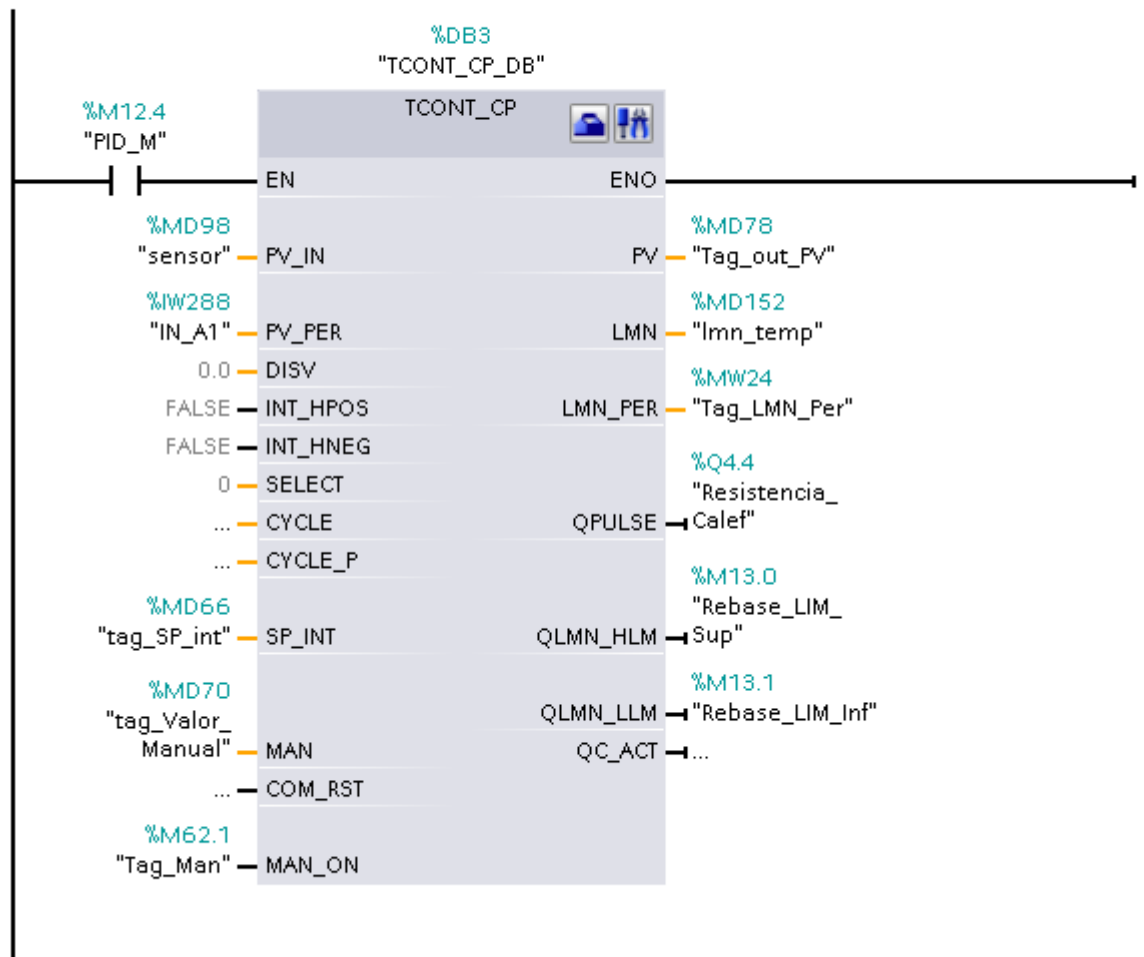 %DB3
"TCONT_CP_DB"
TCONT_CP
%M12.4
"PID_M"
EN
ENO
%MD98
"sensor"
PV_IN
%MD78
PV
"Tag_out_PV"
%IW288
"IN_A1"
PV_PER
%MD152
LMN
"lmn_temp"
0.0
DISV
%MW24
FALSE
INT_HPOS
LMN_PER
"Tag_LMN_Per"
FALSE
INT_HNEG
%Q4.4
0
SELECT
"Resistencia_
...
CYCLE
QPULSE
Calef"
...
CYCLE_P
%M13.0
%MD66
"Rebase_LIM_
"tag_SP_int"
SP_INT
QLMN_HLM
Sup"
%MD70
%M13.1
"tag_Valor_
QLMN_LLM
"Rebase_LIM_Inf"
Manual"
MAN
QC_ACT
...
...
COM_RST
%M62.1
"Tag_Man"
MAN_ON